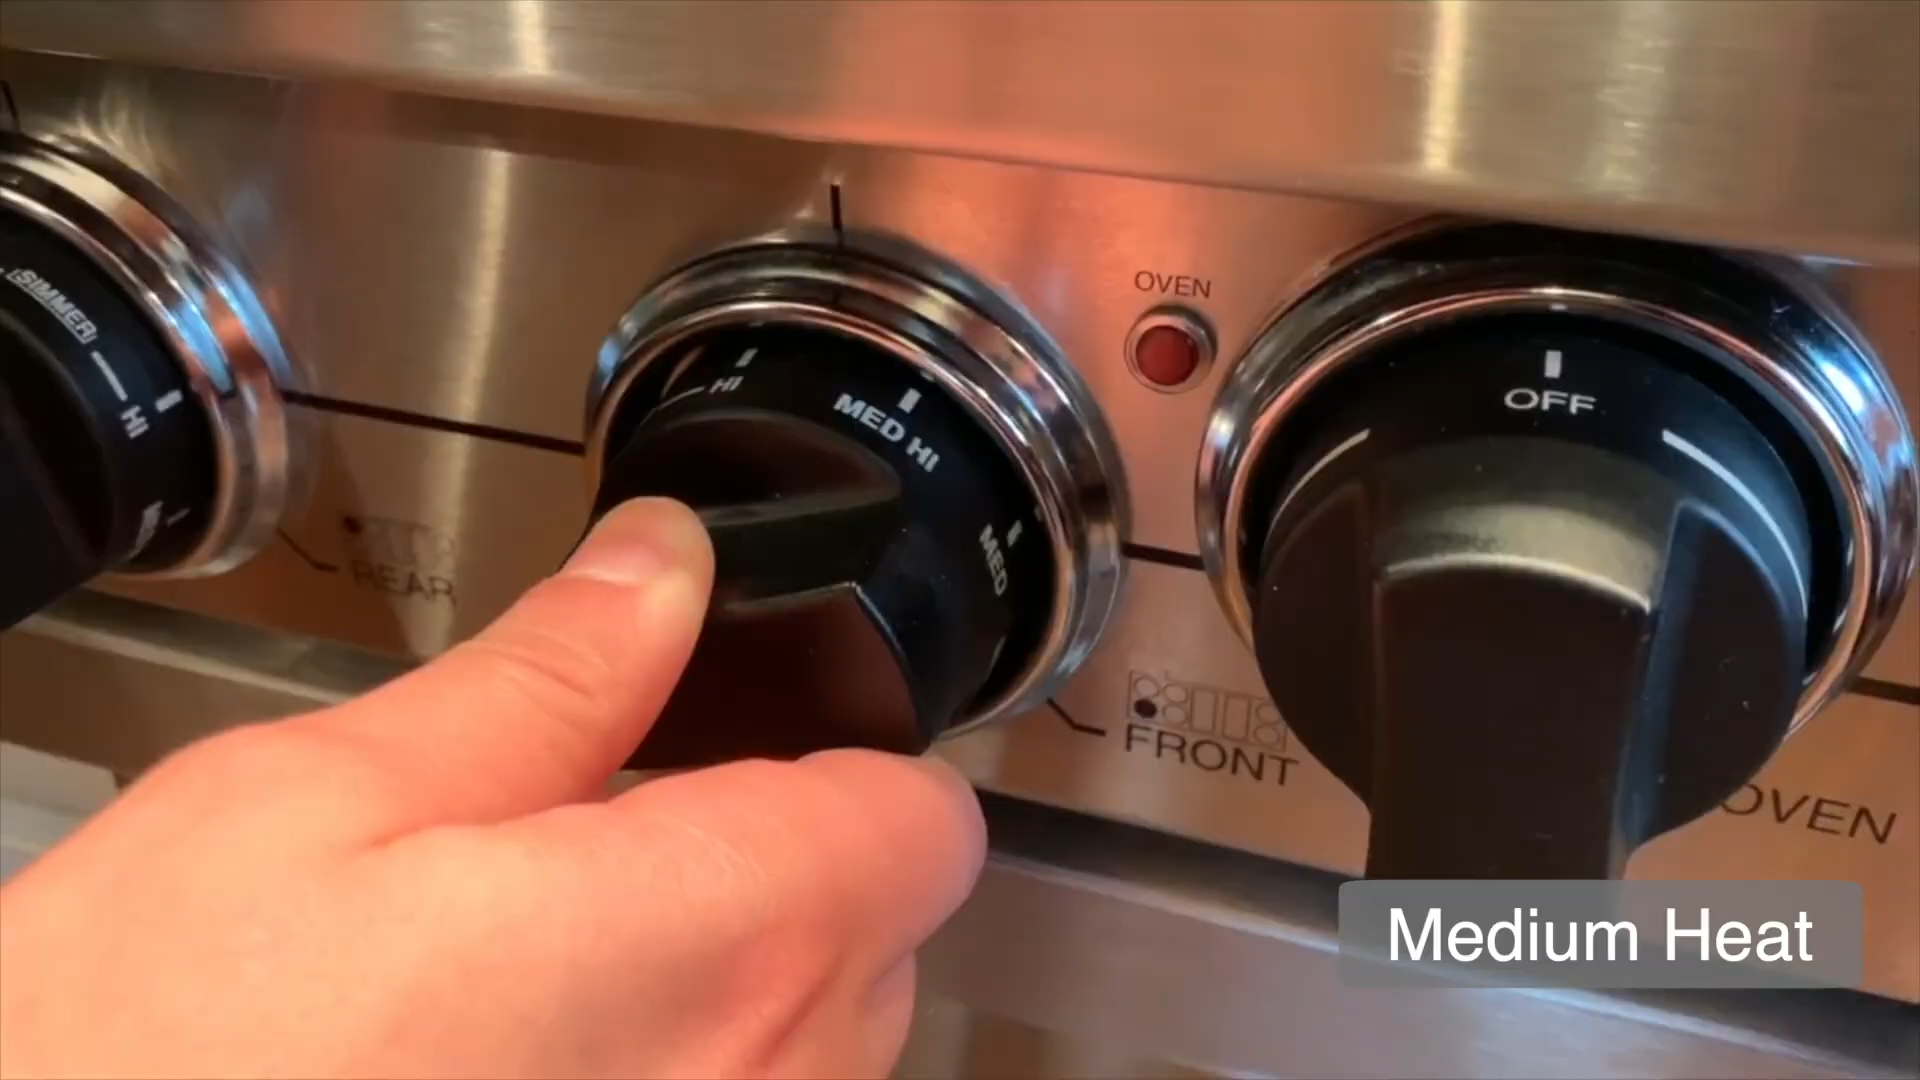 SIMMER
HI
REAR
HI
MED HI
MED
OVEN
FRONT
OFF
OVEN
Medium Heat